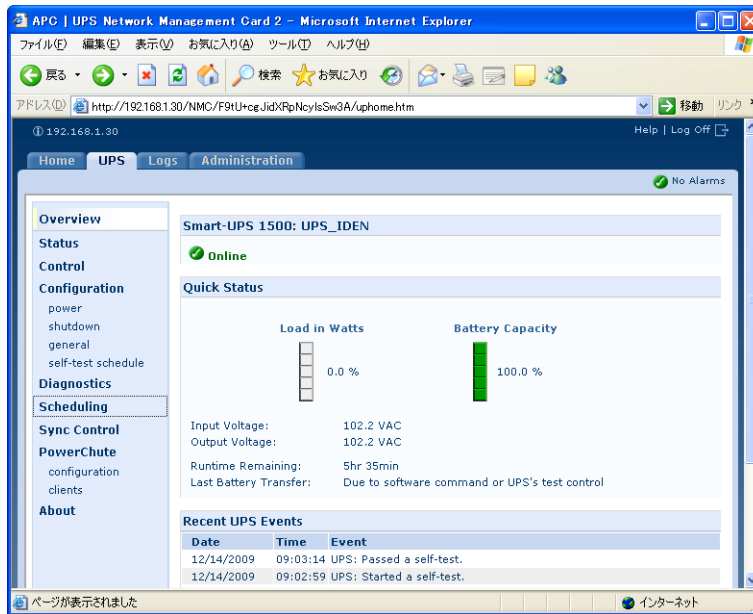 APC | UPS Network Management Card 2 - Microsoft Internet Explorer
ファイル(F) 編集(E) 表示(V) お気に入り(A) ツール(T) ヘルプ(H)
戻る 検索 お気に入り
アドレス(D) http://192.168.1.30/NMC/F9tU+cgJidXRpNcyIsSw3A/uphome.htm 移動 リンク
192.168.1.30 Help | Log Off
Home UPS Logs Administration
No Alarms
Overview
Status
Control
Configuration
power
shutdown
general
self-test schedule
Diagnostics
Scheduling
Sync Control
PowerChute
configuration
clients
About
Smart-UPS 1500: UPS_IDEN
Online
Quick Status
Load in Watts Battery Capacity
0.0 % 100.0 %
Input Voltage: 102.2 VAC
Output Voltage: 102.2 VAC
Runtime Remaining: 5hr 35min
Last Battery Transfer: Due to software command or UPS's test control
Recent UPS Events
Date Time Event
12/14/2009 09:03:14 UPS: Passed a self-test.
12/14/2009 09:02:59 UPS: Started a self-test.
ページが表示されました インターネット